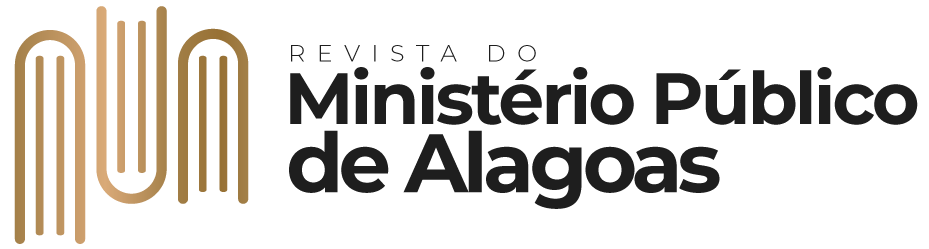 REVISTA DO
Ministério Público
de Alagoas